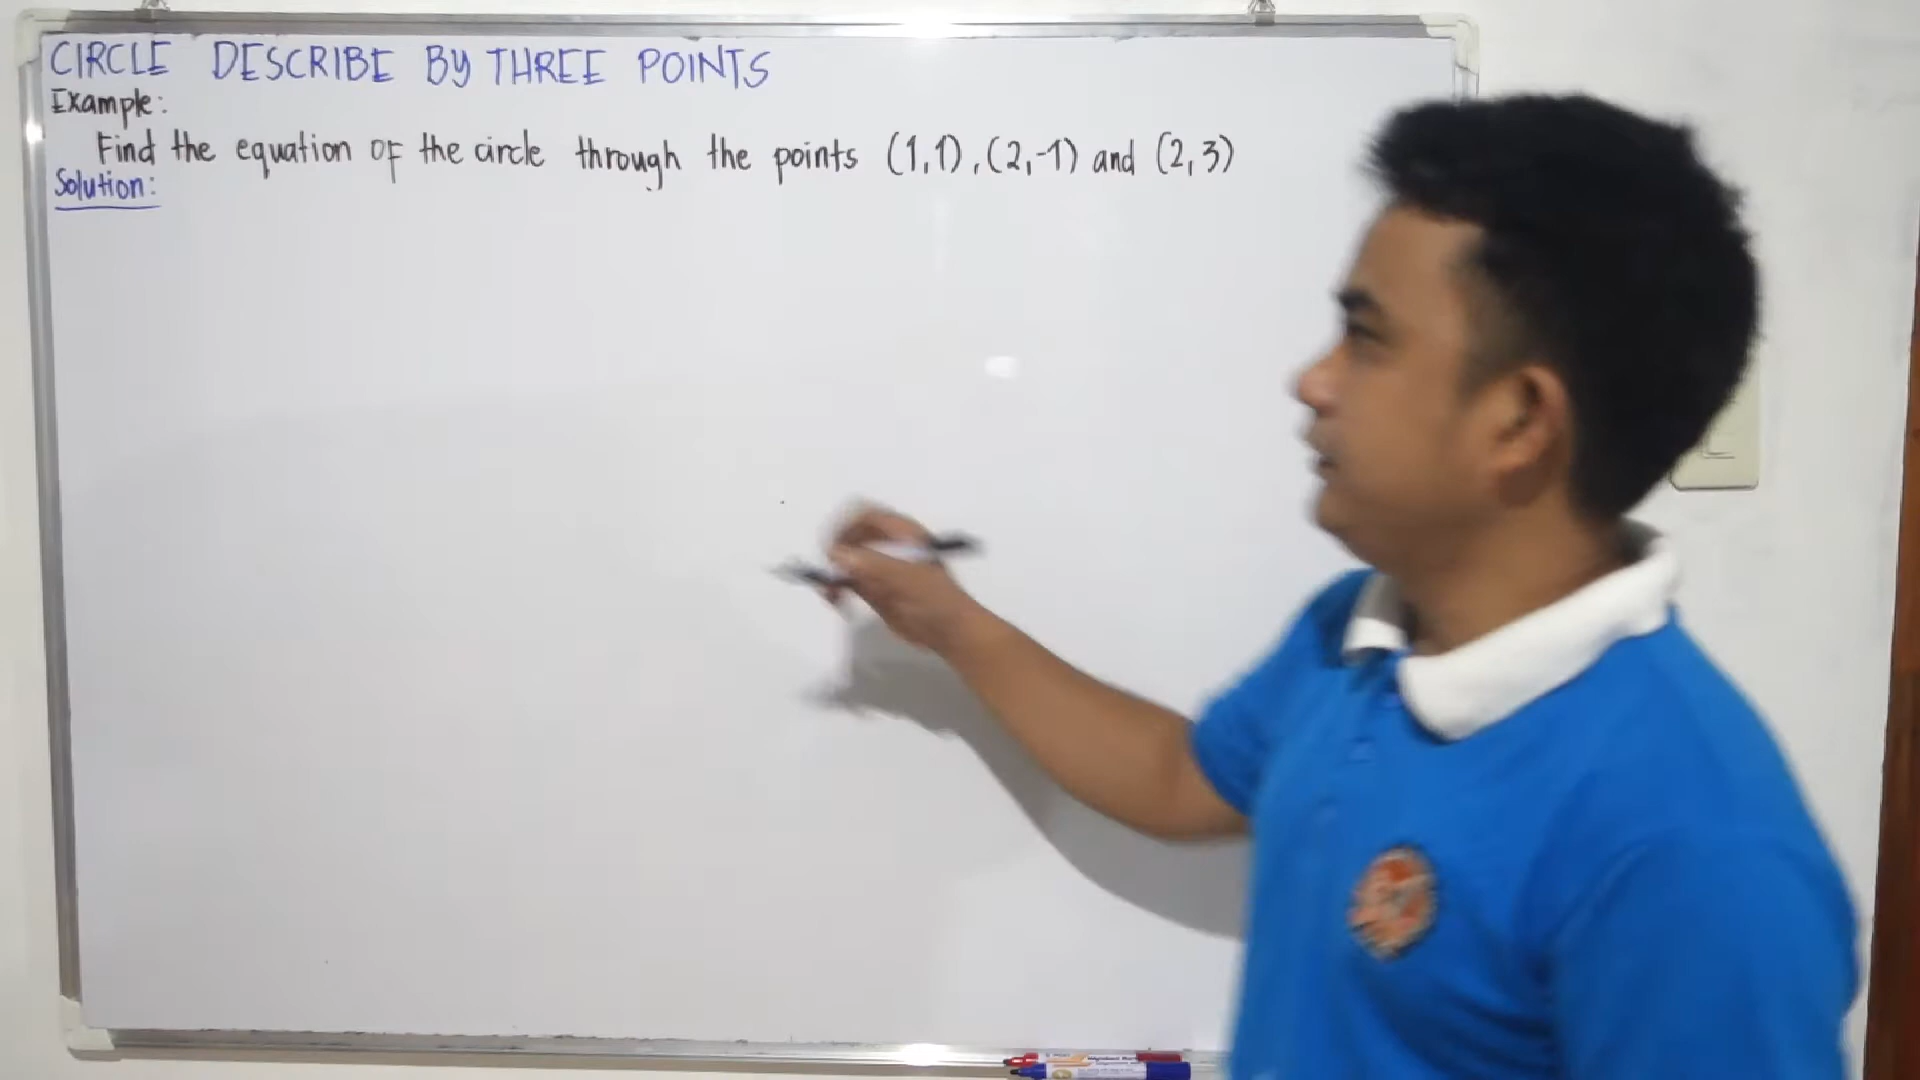 CIRCLE DESCRIBE BY THREE POINTS
Example:
Find the equation of the circle through the points (1,1), (2,-1) and (2,3)
Solution: